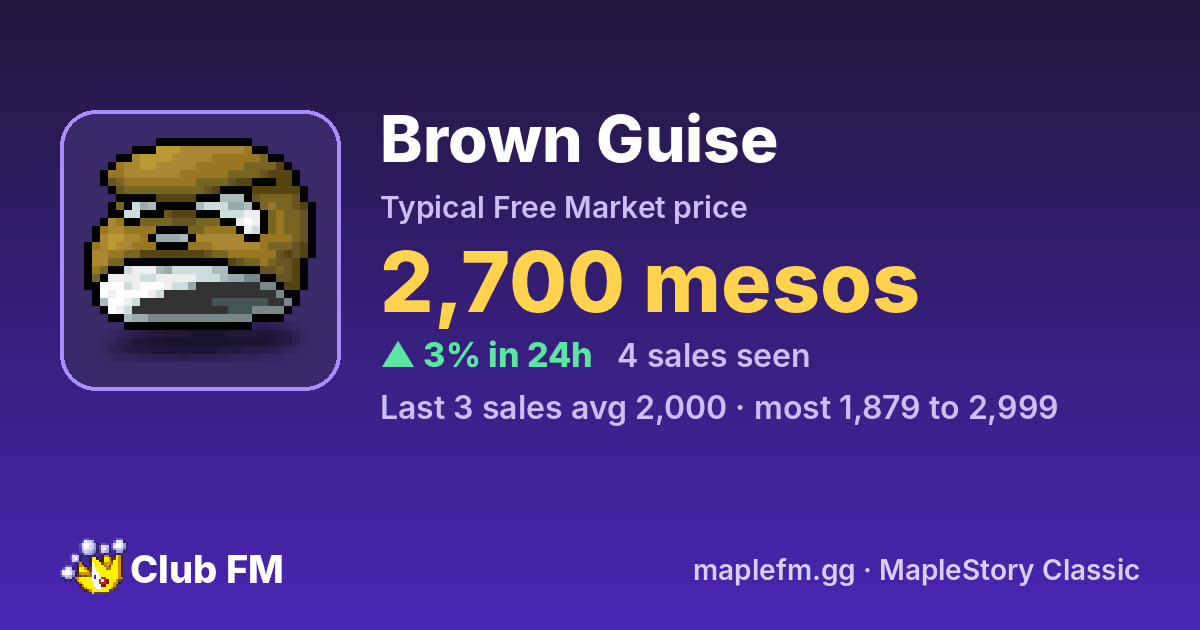 Brown Guise
Typical Free Market price
2,700 mesos
▲ 3% in 24h 4 sales seen
Last 3 sales avg 2,000 · most 1,879 to 2,999
Club FM
maplefm.gg · MapleStory Classic